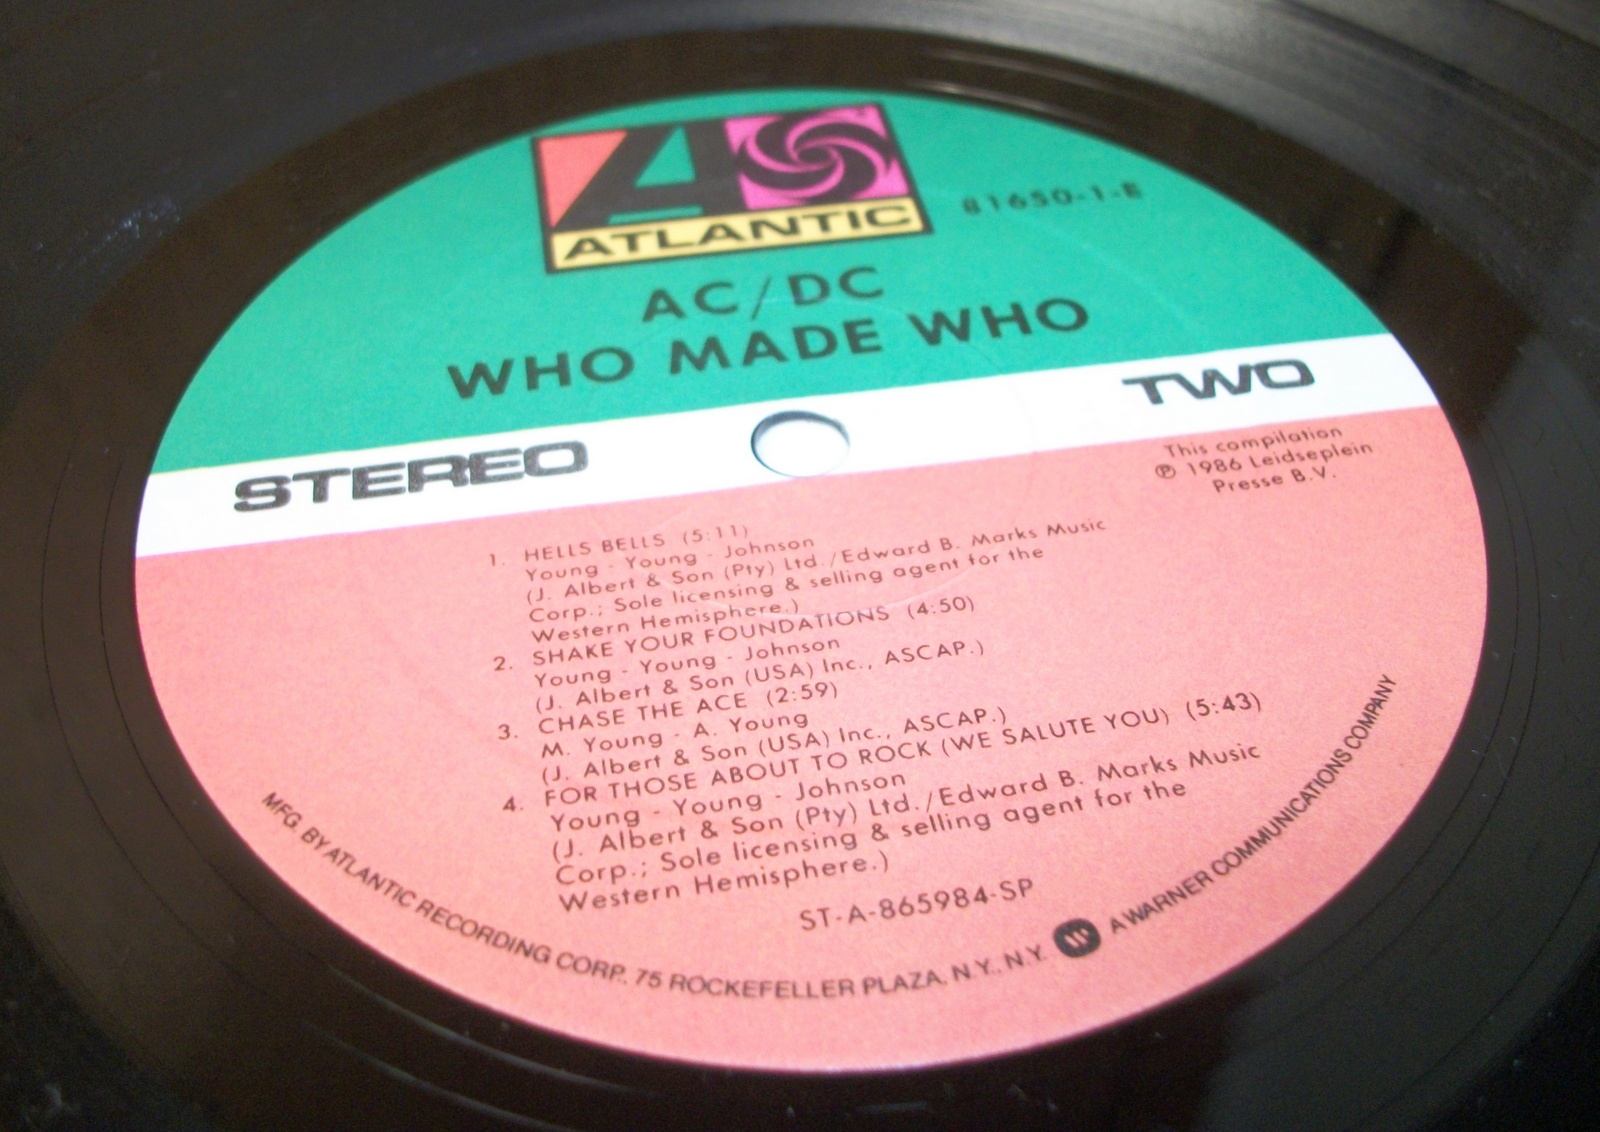 ATLANTIC
81650-1-E
AC/DC
WHO MADE WHO
STEREO
TWO
This compilation
℗ 1986 Leidseplein
Presse B.V.
1. HELLS BELLS (5:11)
Young - Young - Johnson
(J. Albert & Son (Pty) Ltd./Edward B. Marks Music
Corp.; Sole licensing & selling agent for the
Western Hemisphere.)
2. SHAKE YOUR FOUNDATIONS (4:50)
Young - Young - Johnson
(J. Albert & Son (USA) Inc., ASCAP.)
3. CHASE THE ACE (2:59)
M. Young - A. Young
(J. Albert & Son (USA) Inc., ASCAP.)
4. FOR THOSE ABOUT TO ROCK (WE SALUTE YOU) (5:43)
Young - Young - Johnson
(J. Albert & Son (Pty) Ltd./Edward B. Marks Music
Corp.; Sole licensing & selling agent for the
Western Hemisphere.)
ST-A-865984-SP
MFG. BY ATLANTIC RECORDING CORP., 75 ROCKEFELLER PLAZA, N.Y., N.Y. A WARNER COMMUNICATIONS COMPANY